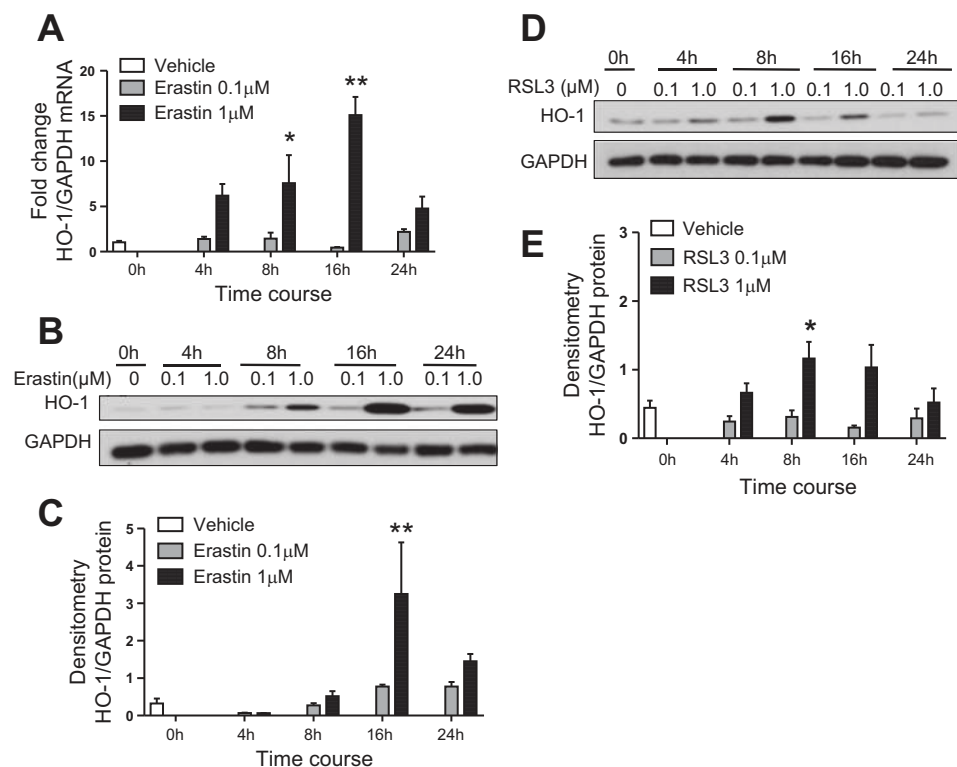 A
Vehicle
Erastin 0.1μM
Erastin 1μM
Fold change
HO-1/GAPDH mRNA
20
15
10
5
0
*
**
0h 4h 8h 16h 24h
Time course
B
0h 4h 8h 16h 24h
Erastin(μM) 0 0.1 1.0 0.1 1.0 0.1 1.0 0.1 1.0
HO-1
GAPDH
C
Vehicle
Erastin 0.1μM
Erastin 1μM
Densitometry
HO-1/GAPDH protein
5
4
3
2
1
0
**
0h 4h 8h 16h 24h
Time course
D
0h 4h 8h 16h 24h
RSL3 (μM) 0 0.1 1.0 0.1 1.0 0.1 1.0 0.1 1.0
HO-1
GAPDH
E
Vehicle
RSL3 0.1μM
RSL3 1μM
Densitometry
HO-1/GAPDH protein
3
2
1
0
*
0h 4h 8h 16h 24h
Time course